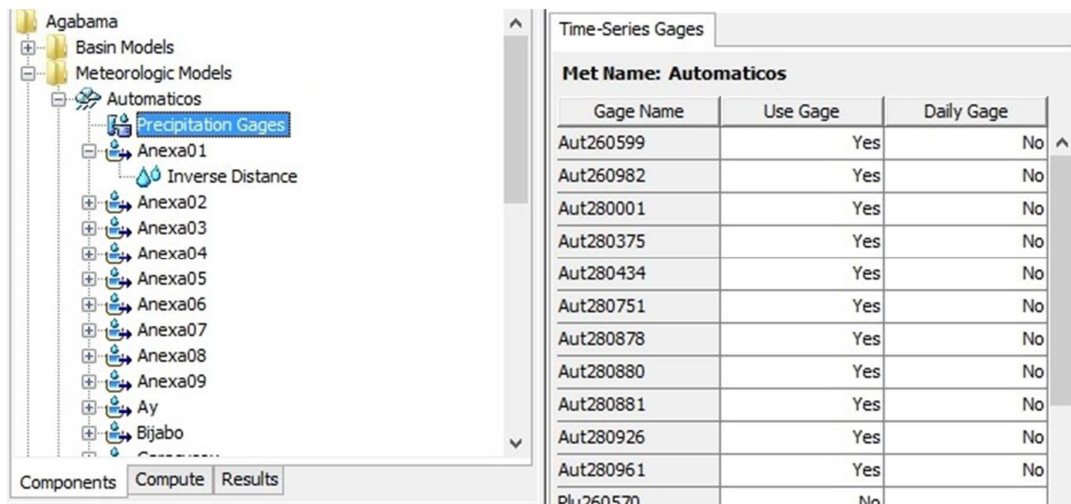 Agabama
Basin Models
Meteorologic Models
Automaticos
Precipitation Gages
Anexa01
Inverse Distance
Anexa02
Anexa03
Anexa04
Anexa05
Anexa06
Anexa07
Anexa08
Anexa09
Ay
Bijabo
Components Compute Results
Time-Series Gages
Met Name: Automaticos
Gage Name Use Gage Daily Gage
Aut260599 Yes No
Aut260982 Yes No
Aut280001 Yes No
Aut280375 Yes No
Aut280434 Yes No
Aut280751 Yes No
Aut280878 Yes No
Aut280880 Yes No
Aut280881 Yes No
Aut280926 Yes No
Aut280961 Yes No
Plu260570 No